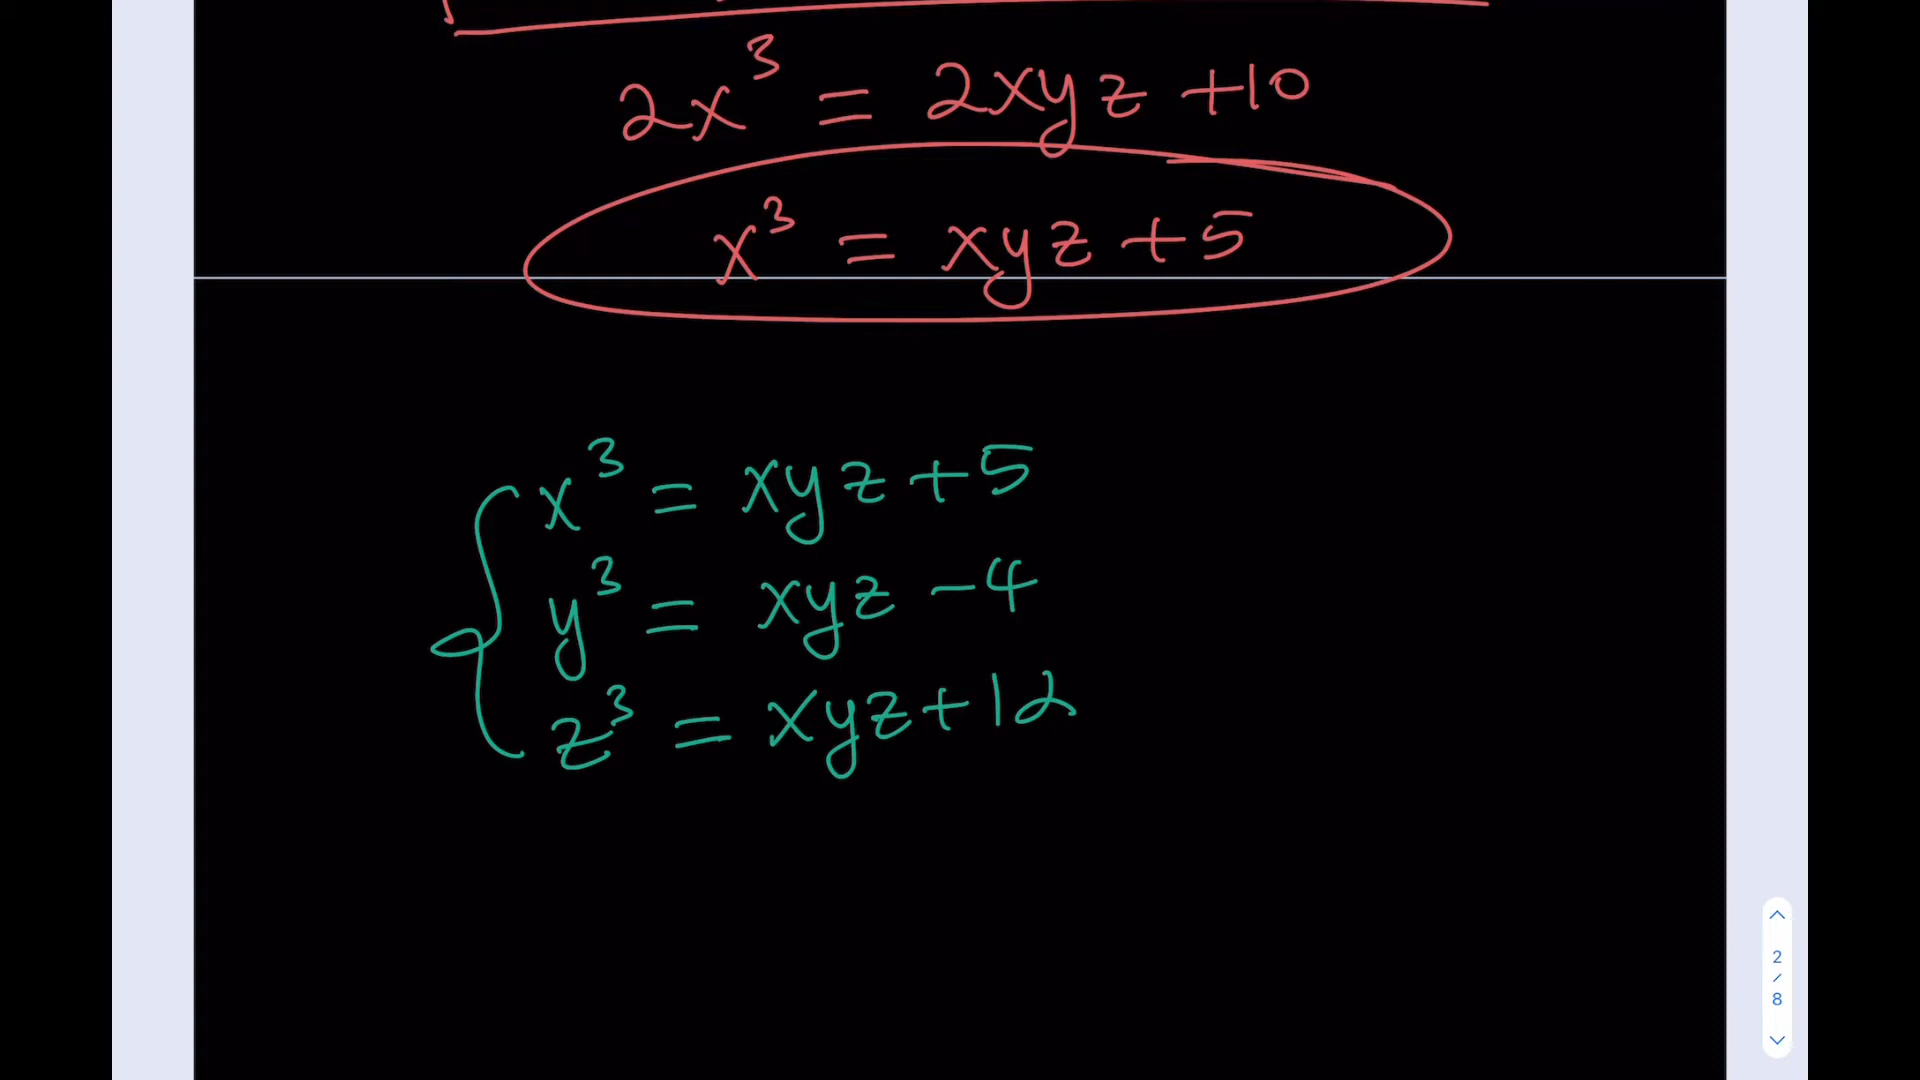 2x³ = 2xyz +10
x³ = xyz +5
x³ = xyz +5
y³ = xyz -4
z³ = xyz +12
2
/
8